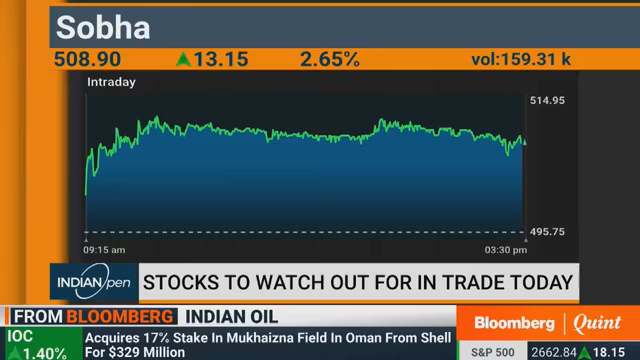 Sobha
508.90 ▲ 13.15 2.65% vol:159.31 k
Intraday
514.95
495.75
09:15 am 03:30 pm
INDIAN open STOCKS TO WATCH OUT FOR IN TRADE TODAY
FROM BLOOMBERG INDIAN OIL
IOC
▲ 1.40%
Acquires 17% Stake In Mukhaizna Field In Oman From Shell
For $329 Million
Bloomberg Quint
S&P 500 2662.84 ▲ 18.15